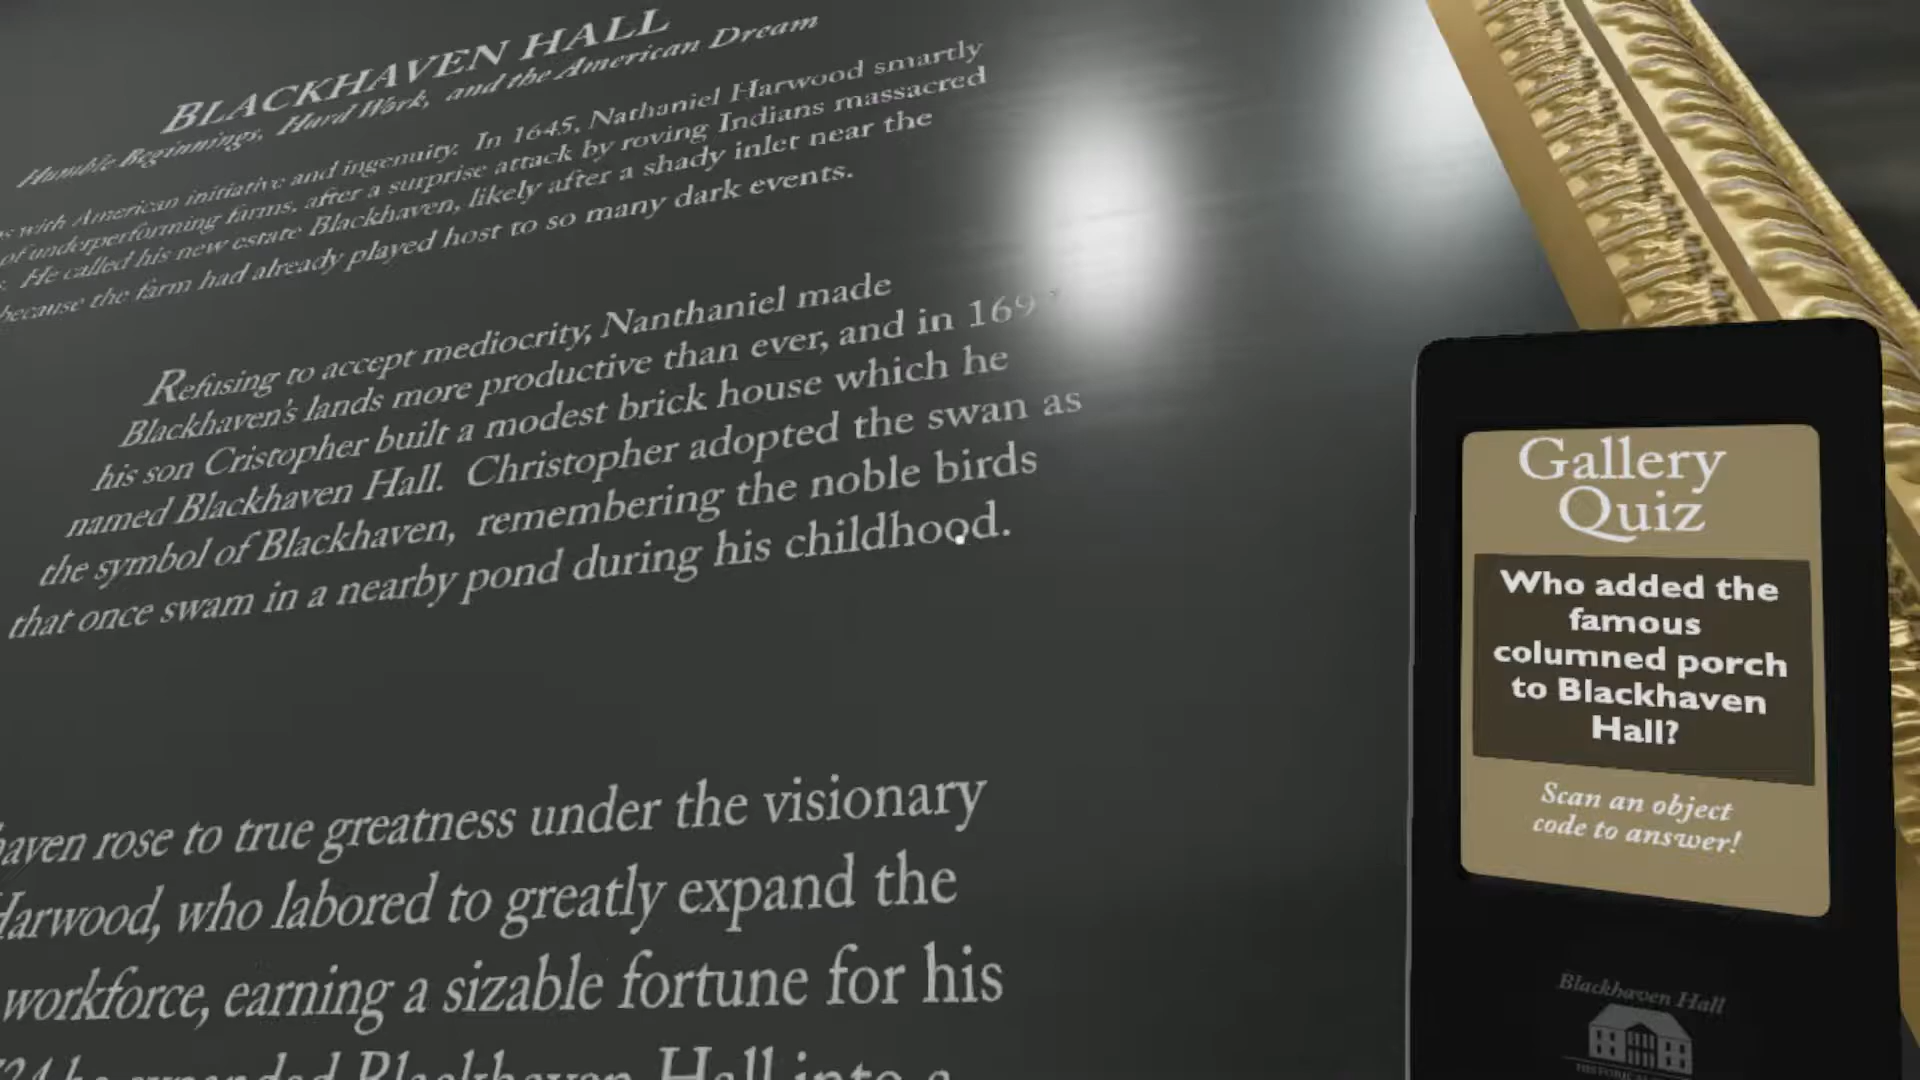 BLACKHAVEN HALL
Humble Beginnings, Hard Work, and the American Dream
with American initiative and ingenuity. In 1645, Nathaniel Harwood smartly
of underperforming farms, after a surprise attack by roving Indians massacred
He called his new estate Blackhaven, likely after a shady inlet near the
because the farm had already played host to so many dark events.
Refusing to accept mediocrity, Nanthaniel made
Blackhaven's lands more productive than ever, and in 169
his son Cristopher built a modest brick house which he
named Blackhaven Hall. Christopher adopted the swan as
the symbol of Blackhaven, remembering the noble birds
that once swam in a nearby pond during his childhood.
haven rose to true greatness under the visionary
Harwood, who labored to greatly expand the
workforce, earning a sizable fortune for his
he expanded Blackhaven Hall into a
Gallery
Quiz
Who added the
famous
columned porch
to Blackhaven
Hall?
Scan an object
code to answer!
Blackhaven Hall